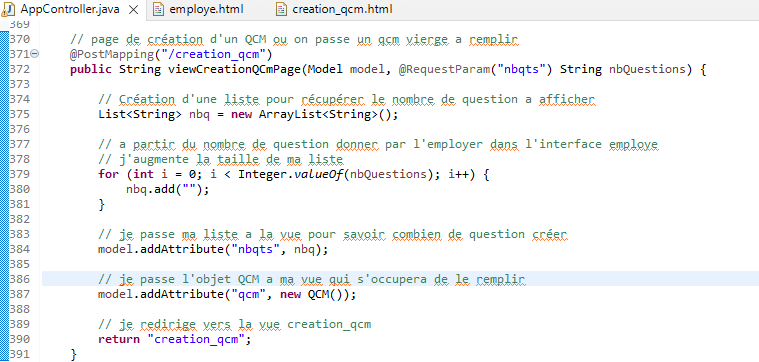 AppController.java employe.html creation_qcm.html
369
370 // page de création d'un QCM ou on passe un qcm vierge a remplir
371 @PostMapping("/creation_qcm")
372 public String viewCreationQCmPage(Model model, @RequestParam("nbqts") String nbQuestions) {
373
374 // Création d'une liste pour récupérer le nombre de question a afficher
375 List<String> nbq = new ArrayList<String>();
376
377 // a partir du nombre de question donner par l'employer dans l'interface employe
378 // j'augmente la taille de ma liste
379 for (int i = 0; i < Integer.valueOf(nbQuestions); i++) {
380 nbq.add("");
381 }
382
383 // je passe ma liste a la vue pour savoir combien de question créer
384 model.addAttribute("nbqts", nbq);
385
386 // je passe l'objet QCM a ma vue qui s'occupera de le remplir
387 model.addAttribute("qcm", new QCM());
388
389 // je redirige vers la vue creation_qcm
390 return "creation_qcm";
391 }